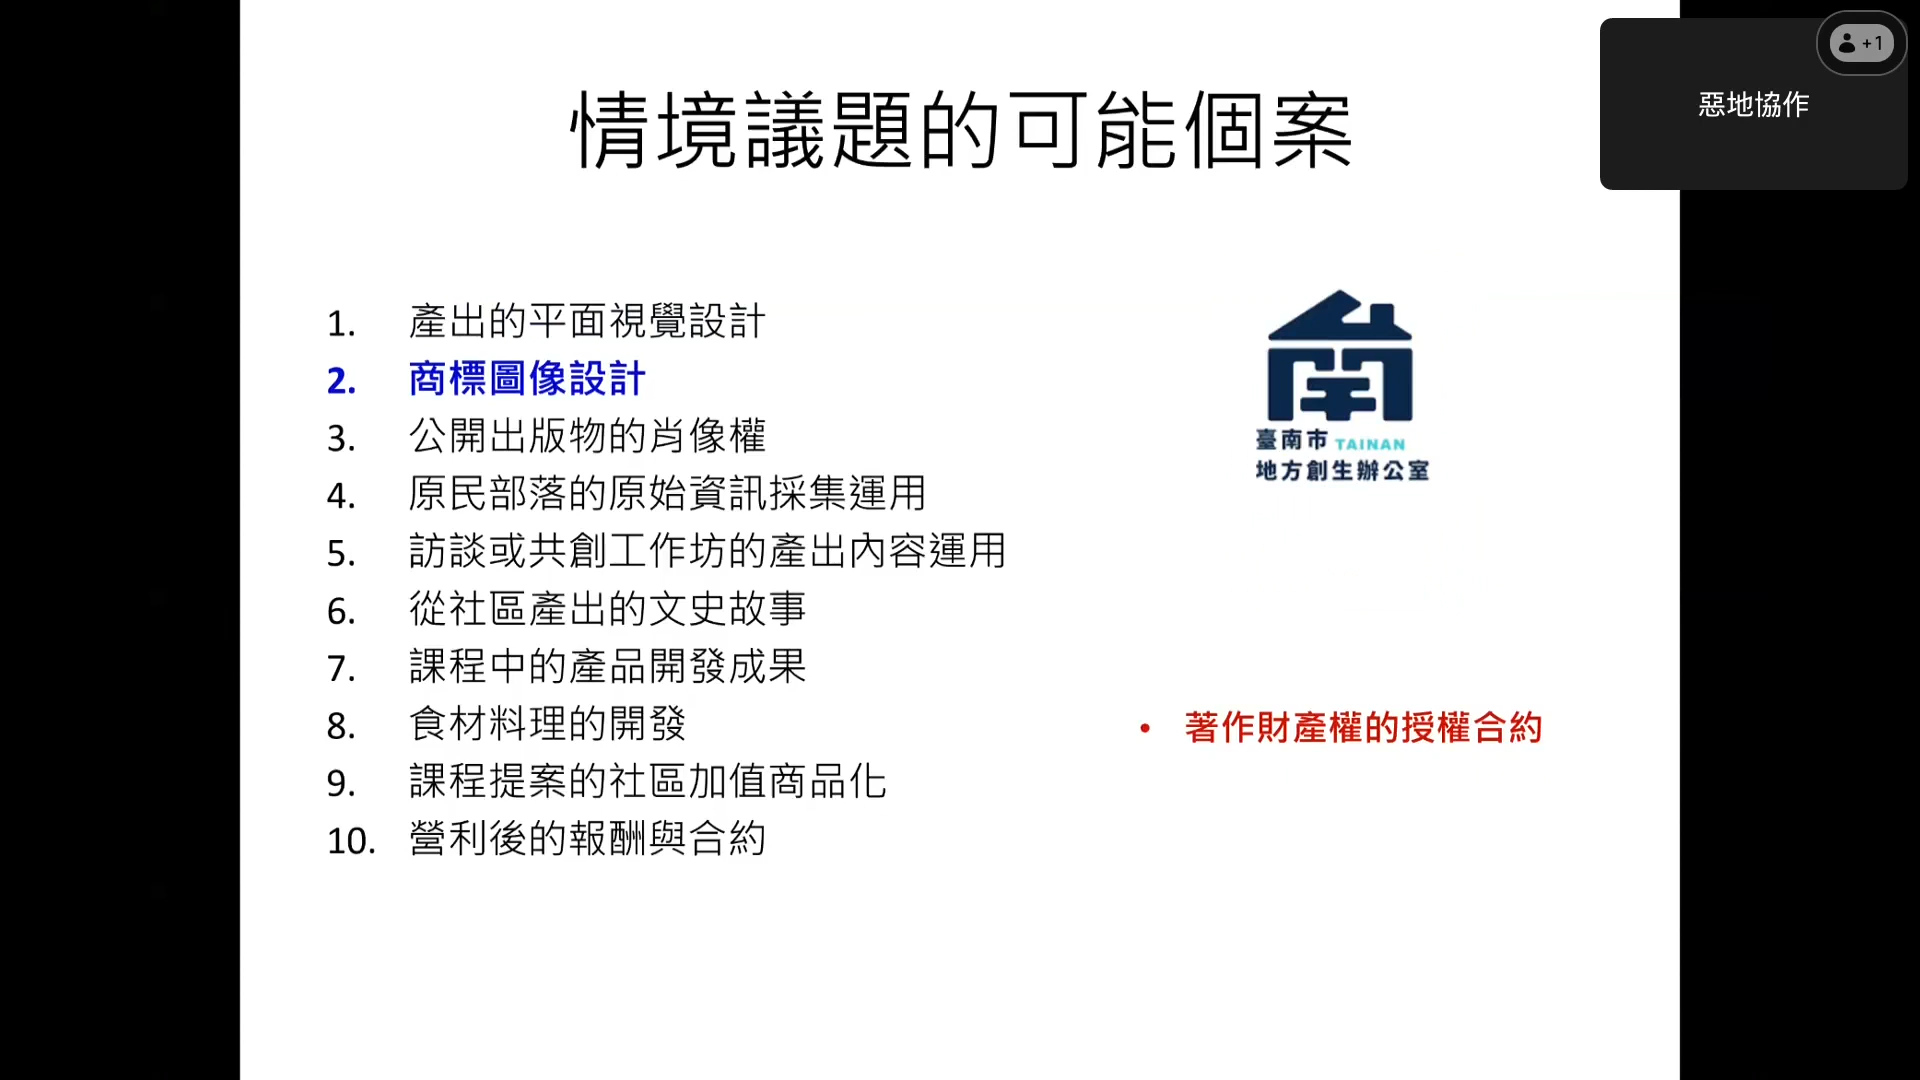 情境議題的可能個案
+1
惡地協作
1. 產出的平面視覺設計
2. 商標圖像設計
3. 公開出版物的肖像權
4. 原民部落的原始資訊採集運用
5. 訪談或共創工作坊的產出內容運用
6. 從社區產出的文史故事
7. 課程中的產品開發成果
8. 食材料理的開發
9. 課程提案的社區加值商品化
10. 營利後的報酬與合約
台南
臺南市 TAINAN
地方創生辦公室
• 著作財產權的授權合約